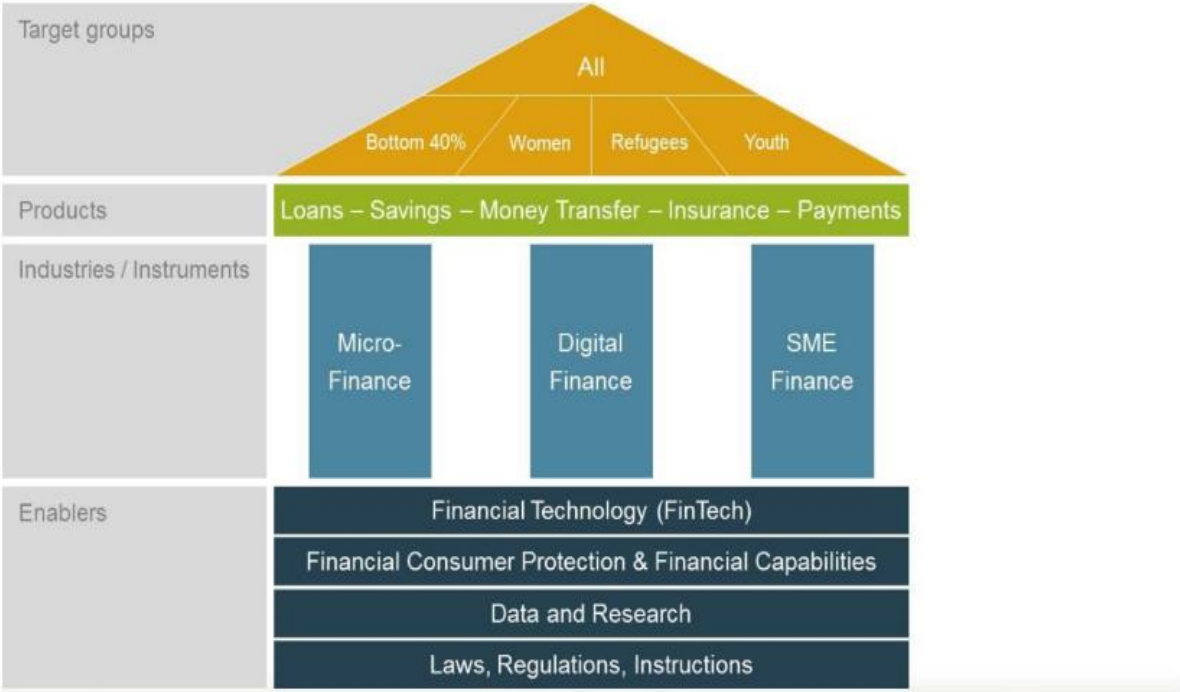 Target groups
All
Bottom 40%
Women
Refugees
Youth
Products
Loans – Savings – Money Transfer – Insurance – Payments
Industries / Instruments
Micro-
Finance
Digital
Finance
SME
Finance
Enablers
Financial Technology (FinTech)
Financial Consumer Protection & Financial Capabilities
Data and Research
Laws, Regulations, Instructions